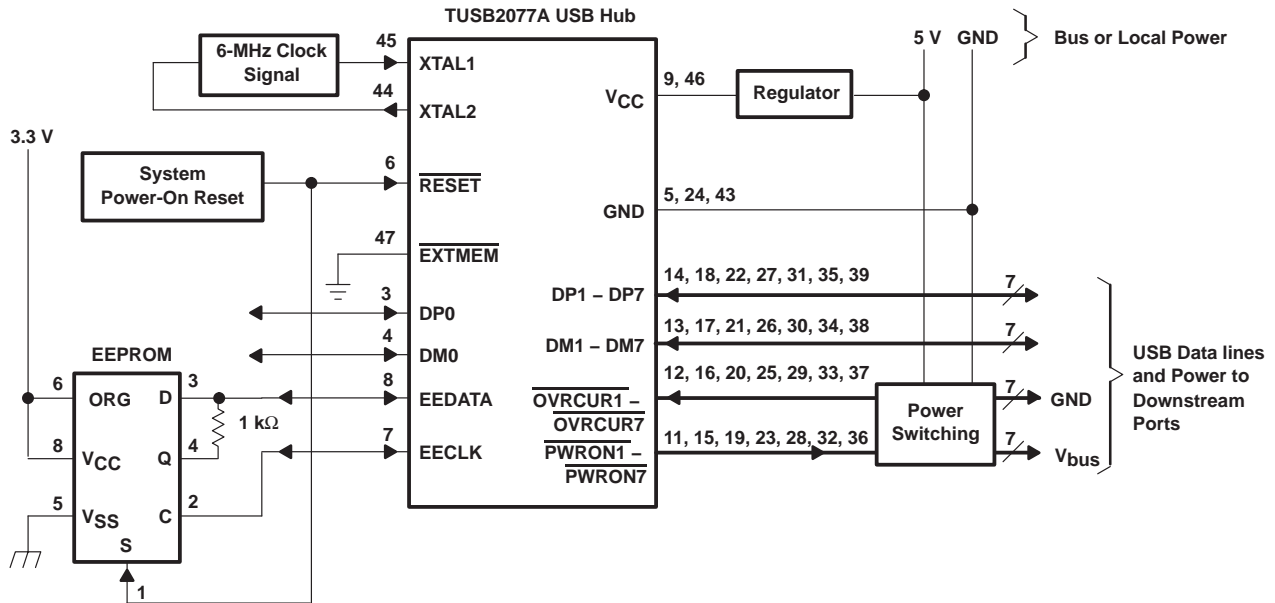 TUSB2077A USB Hub
5 V GND
Bus or Local Power
6-MHz Clock
Signal
45
XTAL1
44
XTAL2
9, 46
VCC
Regulator
3.3 V
System
Power-On Reset
6
RESET
5, 24, 43
GND
47
EXTMEM
14, 18, 22, 27, 31, 35, 39
DP1 – DP7
7
3
DP0
13, 17, 21, 26, 30, 34, 38
DM1 – DM7
7
4
DM0
USB Data lines
and Power to
Downstream
Ports
EEPROM
6
ORG
D
3
8
EEDATA
12, 16, 20, 25, 29, 33, 37
OVRCUR1 –
OVRCUR7
Power
Switching
7
GND
1 kΩ
8
VCC
Q
4
7
EECLK
11, 15, 19, 23, 28, 32, 36
PWRON1 –
PWRON7
7
Vbus
5
VSS
C
2
S
1